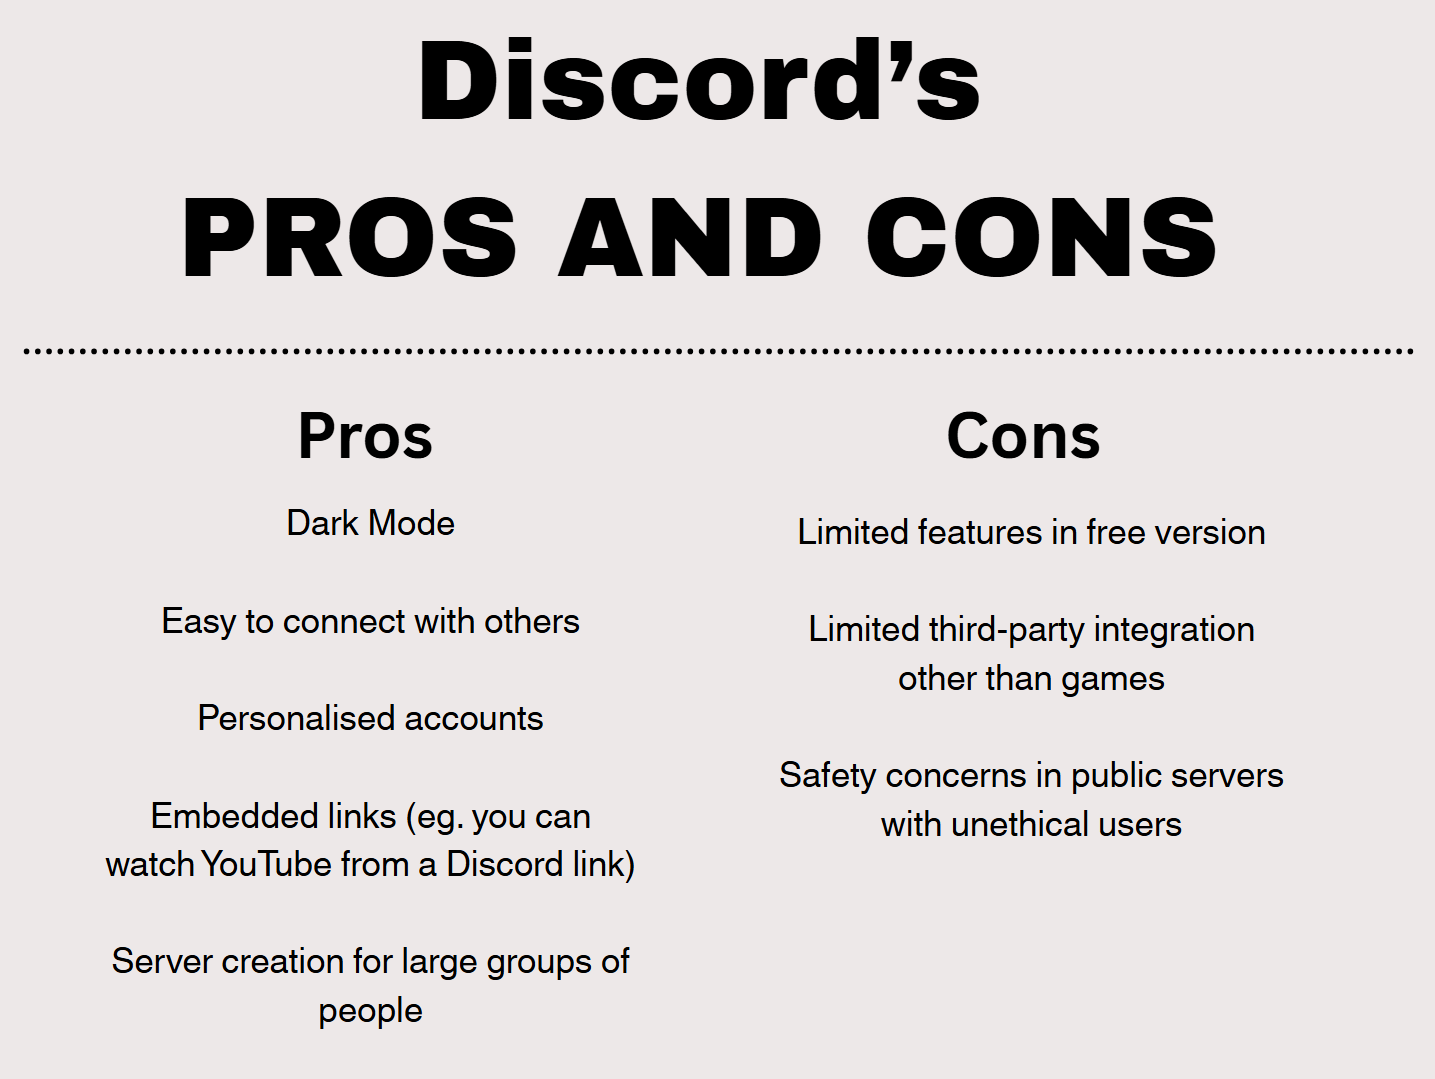 Discord’s
PROS AND CONS
Pros
Dark Mode
Easy to connect with others
Personalised accounts
Embedded links (eg. you can
watch YouTube from a Discord link)
Server creation for large groups of
people
Cons
Limited features in free version
Limited third-party integration
other than games
Safety concerns in public servers
with unethical users